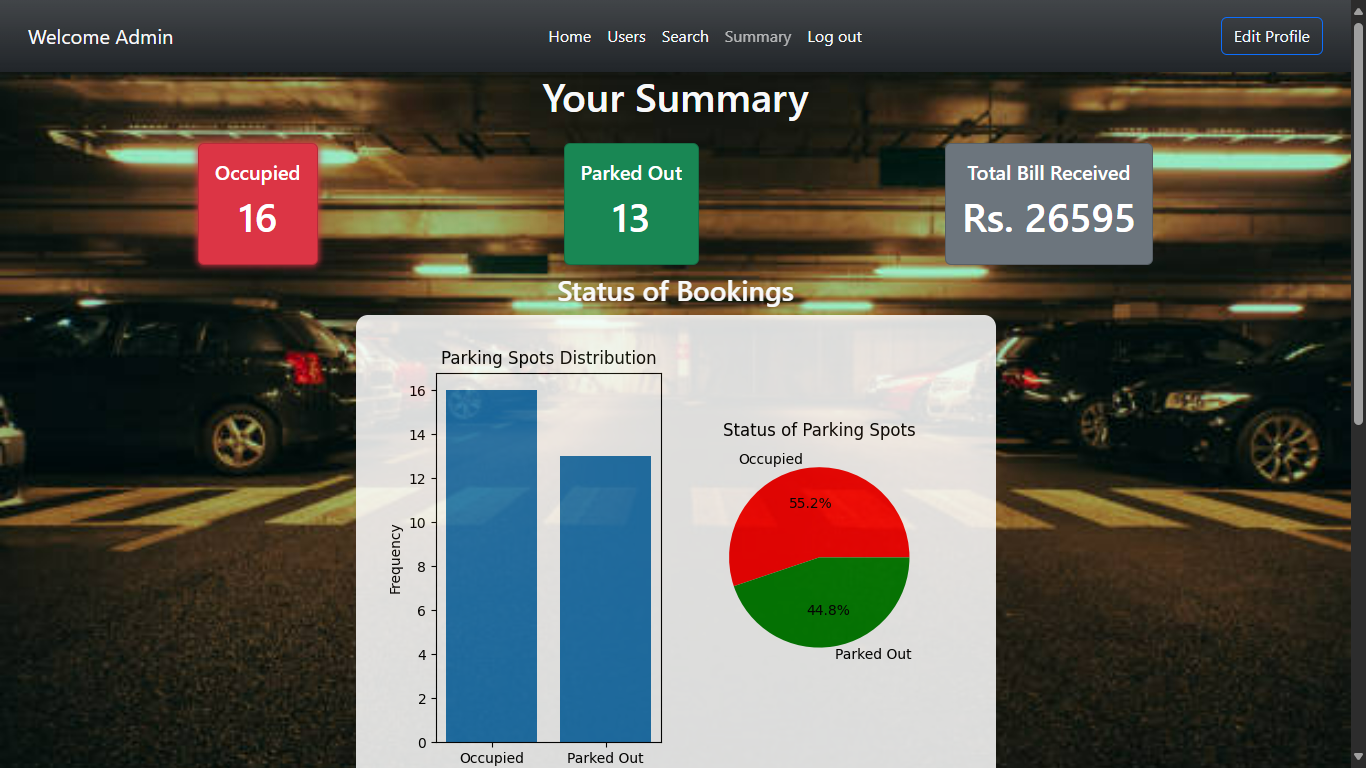 Welcome Admin
Home Users Search Summary Log out
Edit Profile
Your Summary
Occupied
16
Parked Out
13
Total Bill Received
Rs. 26595
Status of Bookings
Parking Spots Distribution
16
14
12
10
8
6
4
2
0
Frequency
Occupied
Parked Out
Status of Parking Spots
Occupied
55.2%
44.8%
Parked Out